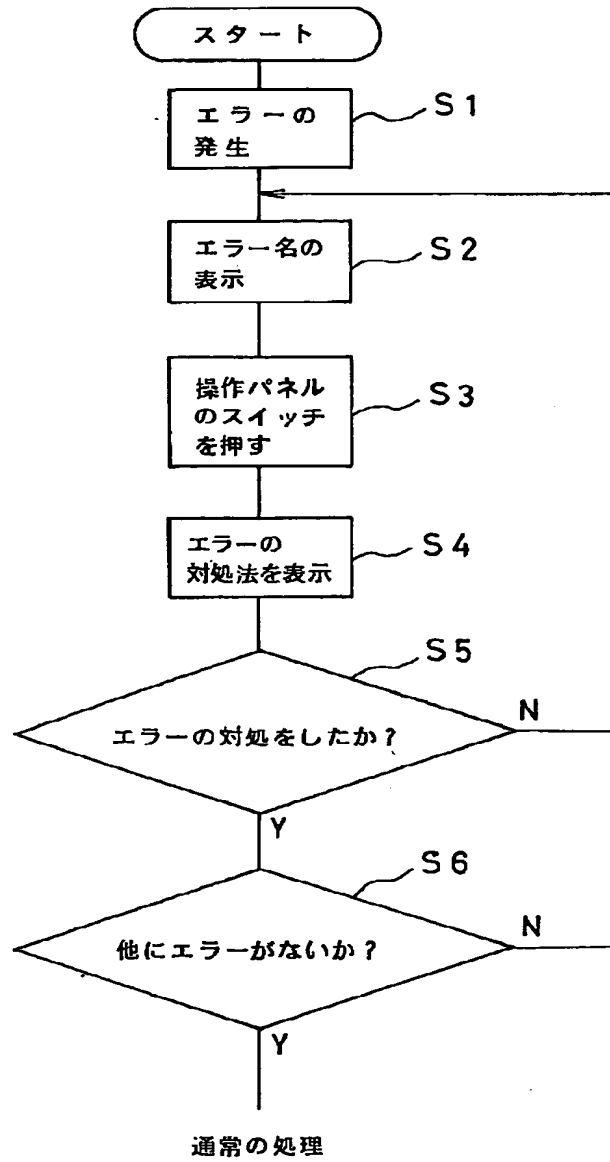 スタート
エラーの
発生
S1
エラー名の
表示
S2
操作パネル
のスイッチ
を押す
S3
エラーの
対処法を表示
S4
S5
エラーの対処をしたか?
N
Y
S6
他にエラーがないか?
N
Y
通常の処理